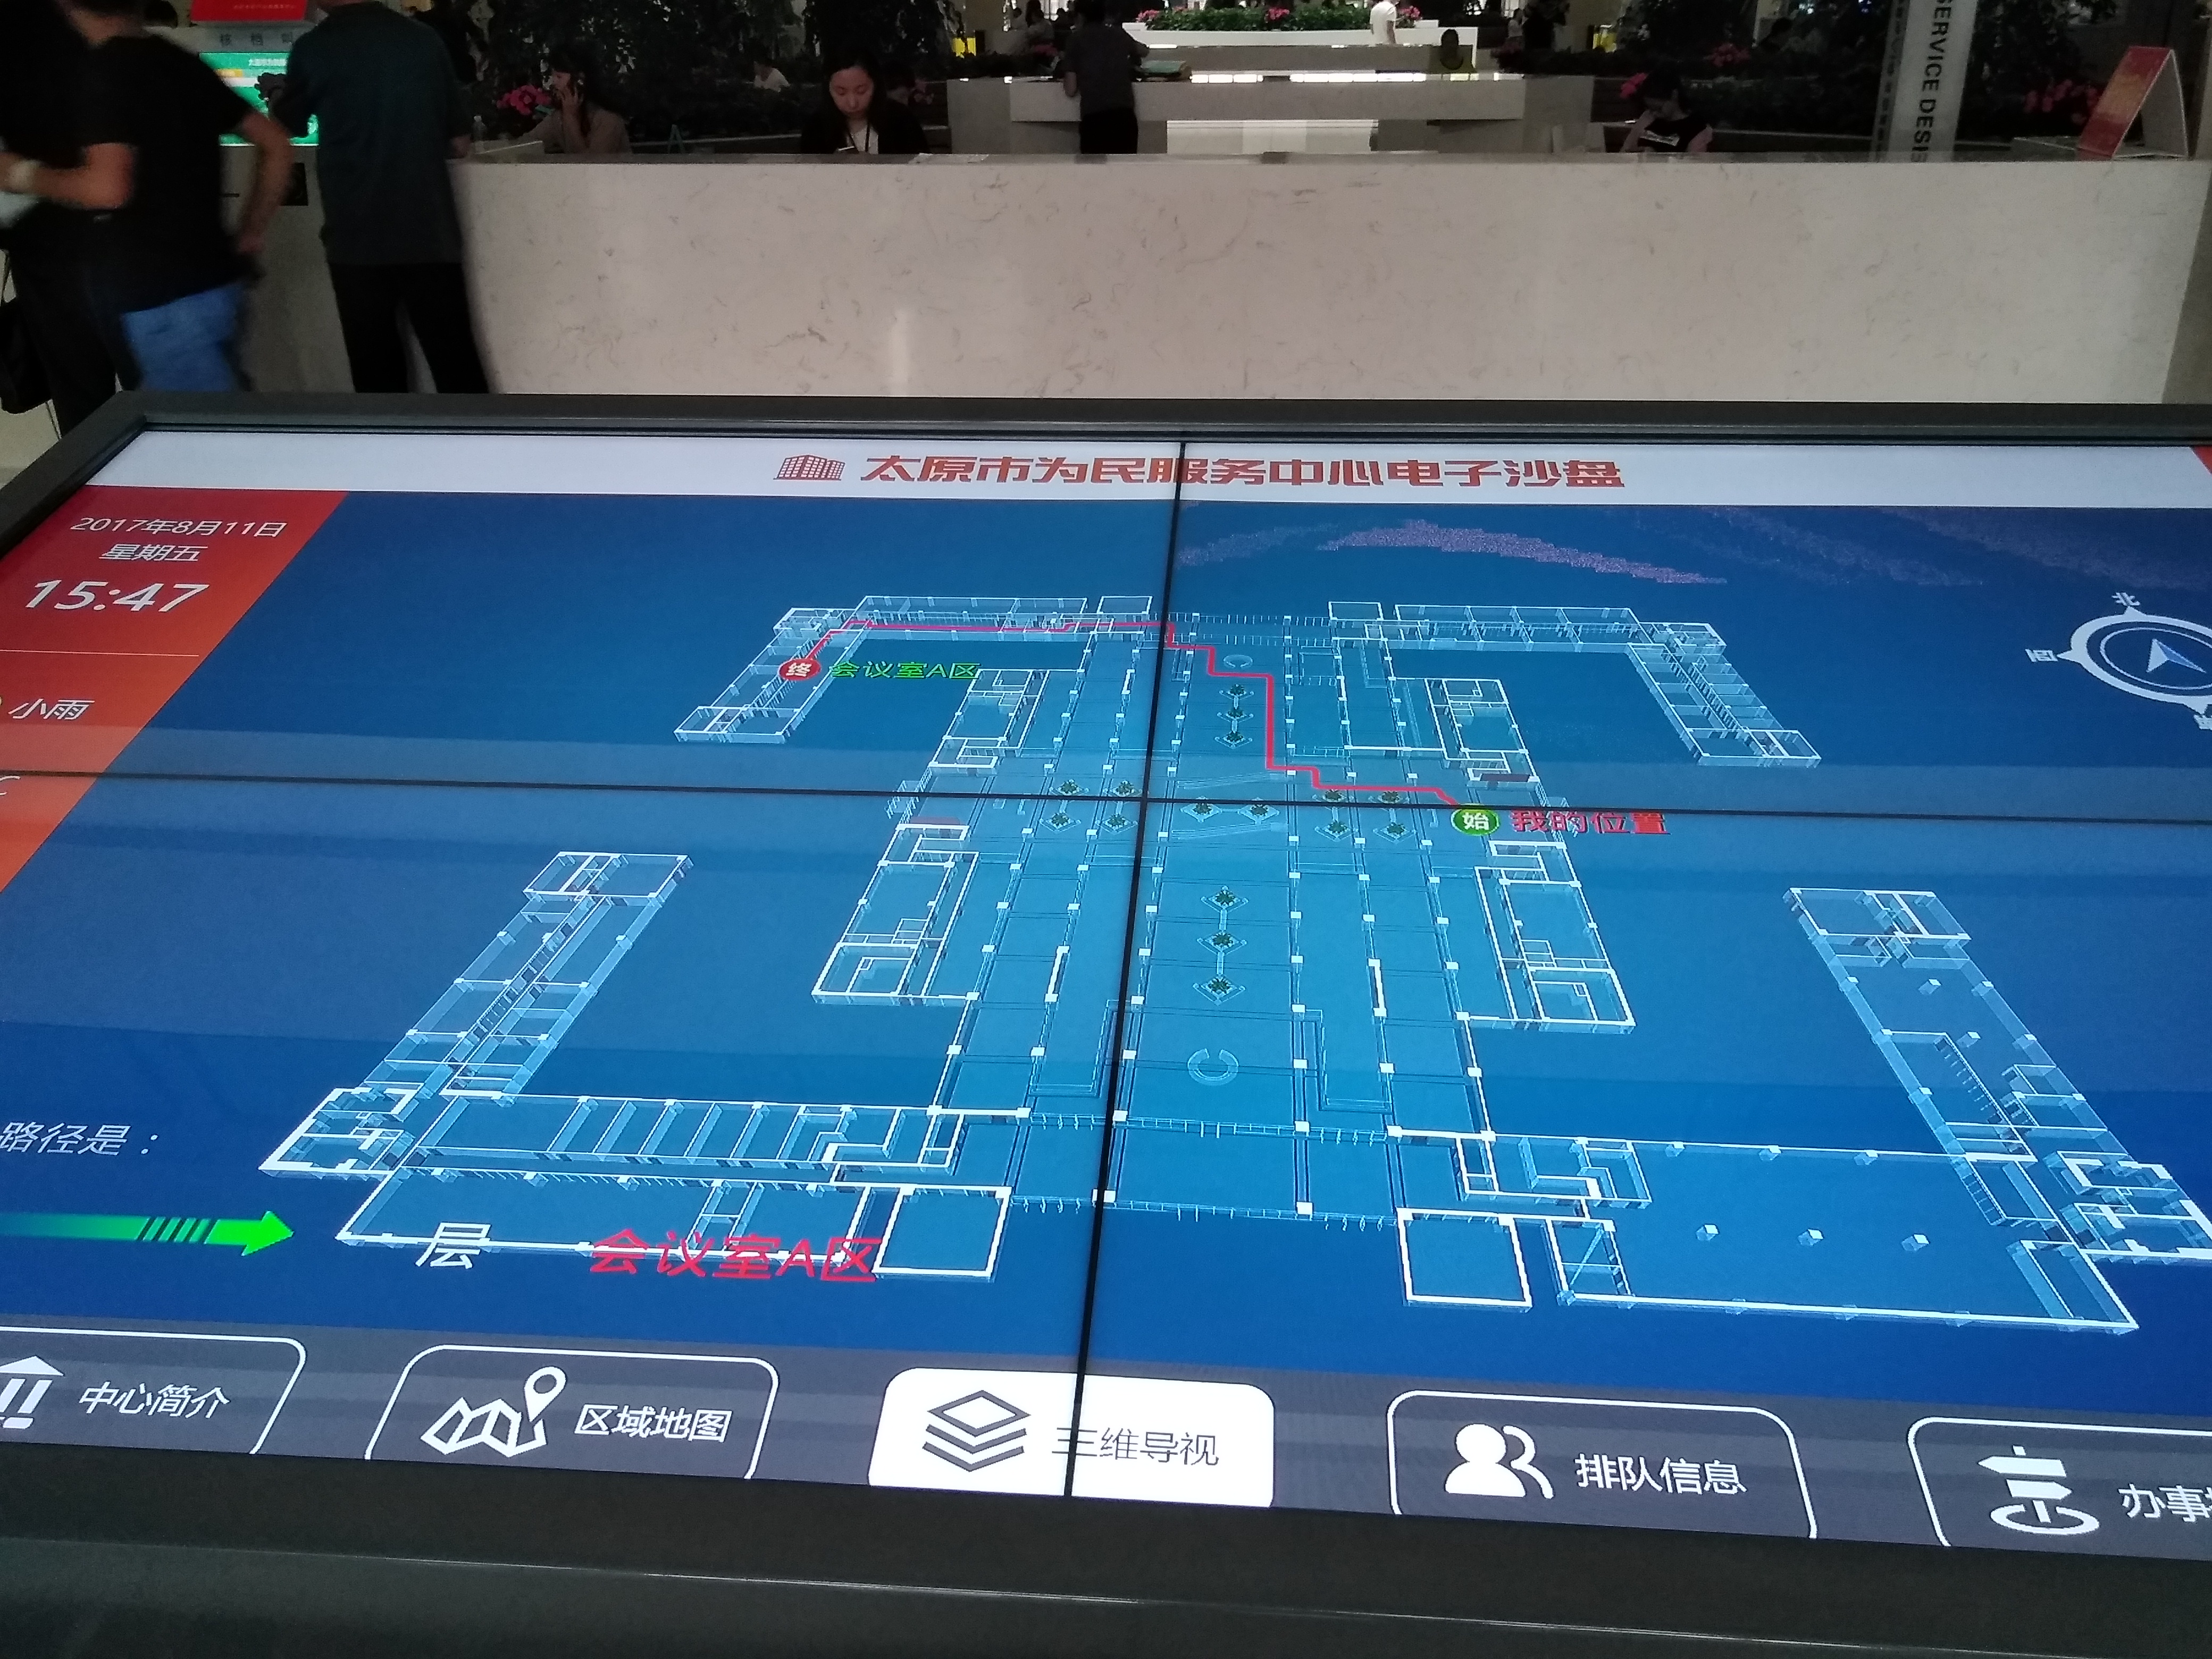 SERVICE DESI
太原市为民服务中心电子沙盘
2017年8月11日
星期五
15:47
小雨
C
北
西
终 会议室A区
始 我的位置
路径是：
层 会议室A区
中心简介
区域地图
三维导视
排队信息
办事